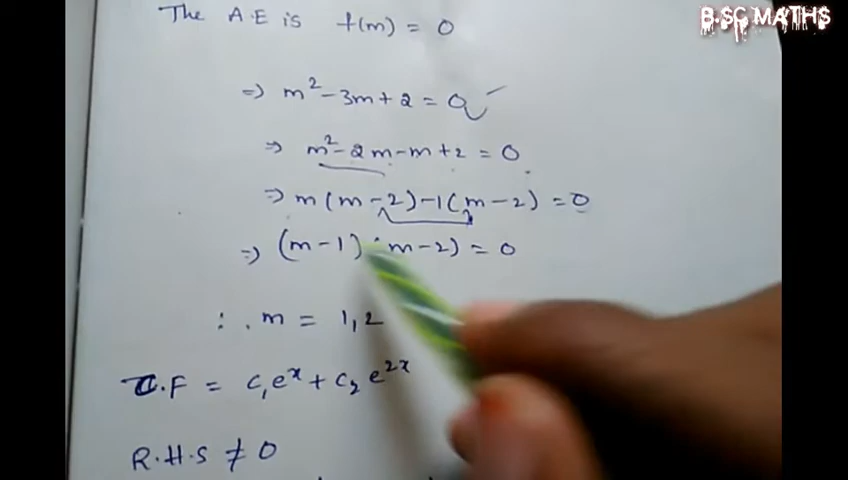 B.SC MATHS
The A.E is f(m) = 0
⇒ m² - 3m + 2 = 0
⇒ m² - 2m - m + 2 = 0
⇒ m(m - 2) - 1(m - 2) = 0
⇒ (m - 1) (m - 2) = 0
∴ m = 1, 2
C.F = c₁eˣ + c₂e²ˣ
R.H.S ≠ 0